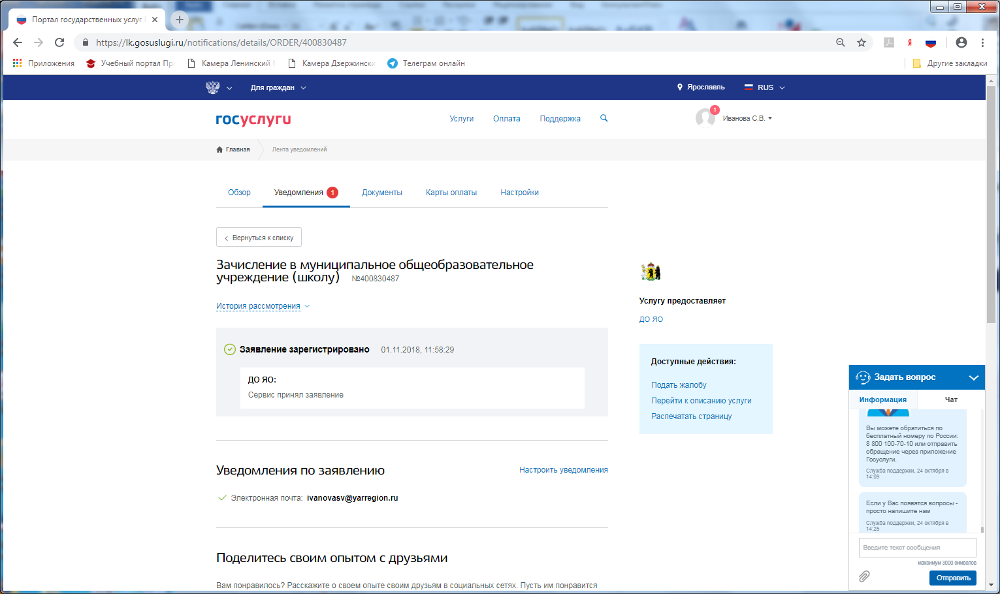 Портал государственных услуг
https://lk.gosuslugi.ru/notifications/details/ORDER/400830487
Приложения
Учебный портал Пра
Камера Ленинский
Камера Дзержински
Телеграм онлайн
Другие закладки
Для граждан
Ярославль
RUS
госуслуги
Услуги
Оплата
Поддержка
1
Иванова С.В.
Главная
Лента уведомлений
Обзор
Уведомления 1
Документы
Карты оплаты
Настройки
Вернуться к списку
Зачисление в муниципальное общеобразовательное
учреждение (школу) №400830487
История рассмотрения
Заявление зарегистрировано 01.11.2018, 11:58:29
ДО ЯО:
Сервис принял заявление
Уведомления по заявлению
Настроить уведомления
Электронная почта: ivanovasv@yarregion.ru
Поделитесь своим опытом с друзьями
Вам понравилось? Расскажите о своем опыте своим друзьям в социальных сетях. Пусть им понравится
Услугу предоставляет
ДО ЯО
Доступные действия:
Подать жалобу
Перейти к описанию услуги
Распечатать страницу
Задать вопрос
Информация
Чат
Вы можете обратиться по
бесплатный номеру по России:
8 800 100-70-10 или отправить
обращение через приложение
Госуслуги.
Служба поддержки, 24 октября в
14:09
Если у Вас появятся вопросы -
просто напишите нам
Служба поддержки, 24 октября в
14:25
Введите текст сообщения
максимум 3000 символов
Отправить